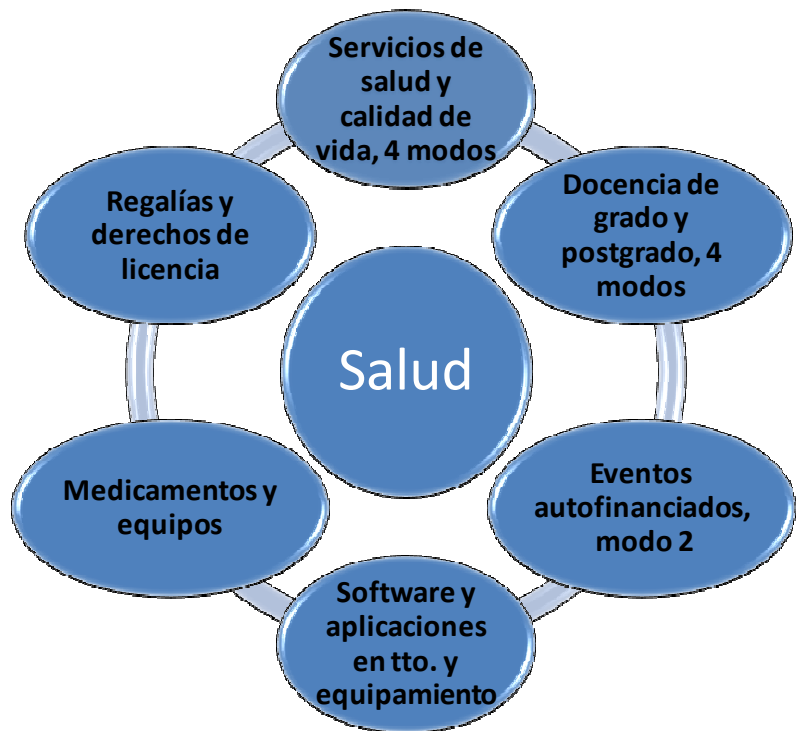 Servicios de
salud y
calidad de
vida, 4 modos
Docencia de
grado y
postgrado, 4
modos
Eventos
autofinanciados,
modo 2
Software y
aplicaciones
en tto. y
equipamiento
Medicamentos y
equipos
Regalías y
derechos de
licencia
Salud